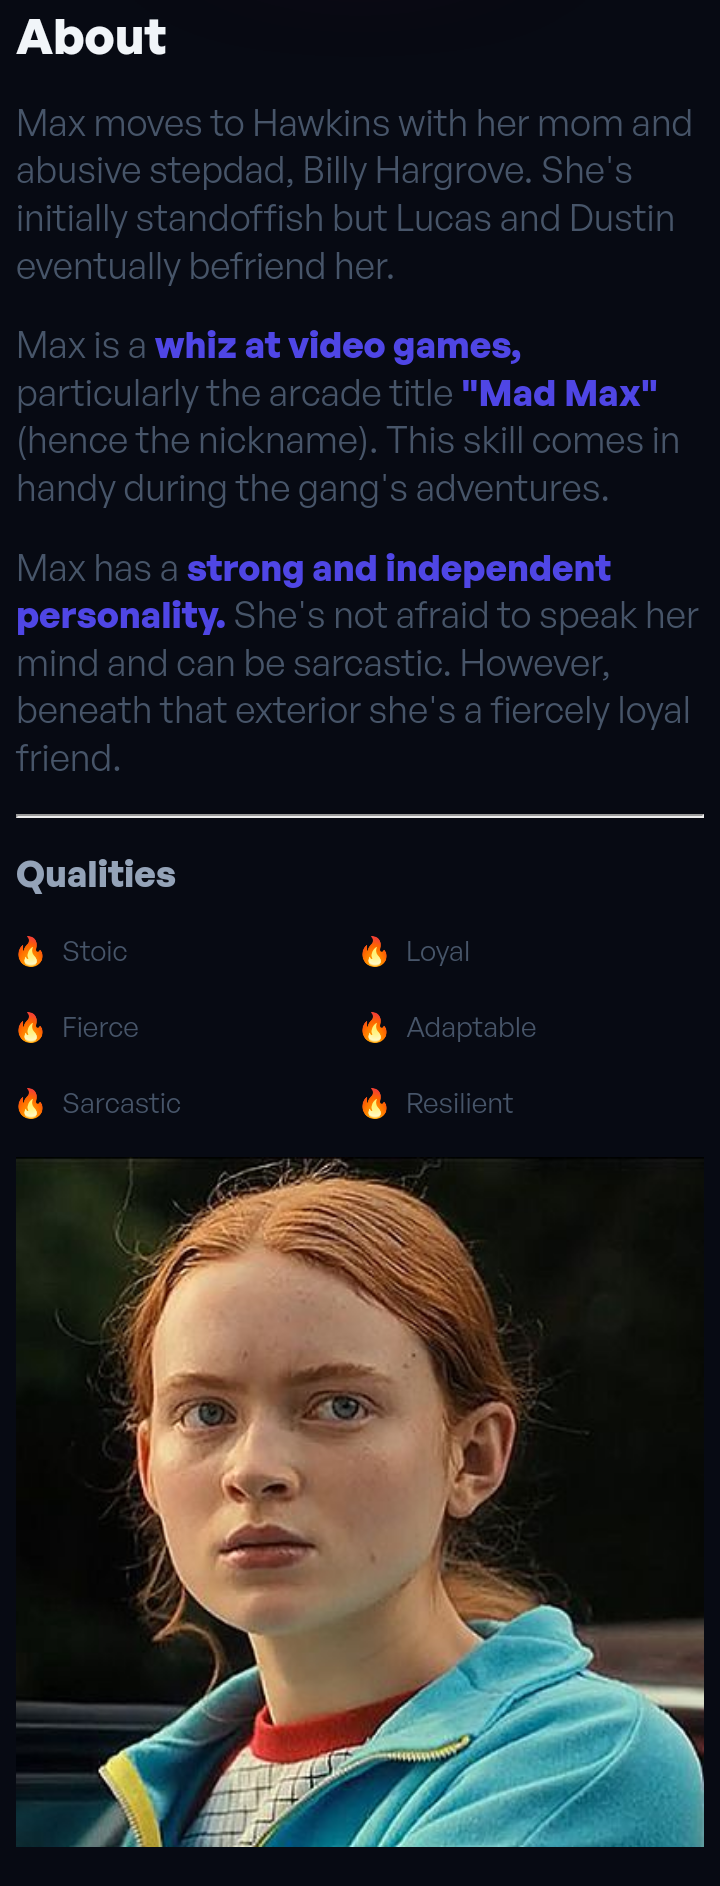 About
Max moves to Hawkins with her mom and
abusive stepdad, Billy Hargrove. She's
initially standoffish but Lucas and Dustin
eventually befriend her.
Max is a whiz at video games,
particularly the arcade title "Mad Max"
(hence the nickname). This skill comes in
handy during the gang's adventures.
Max has a strong and independent
personality. She's not afraid to speak her
mind and can be sarcastic. However,
beneath that exterior she's a fiercely loyal
friend.
Qualities
🔥 Stoic
🔥 Loyal
🔥 Fierce
🔥 Adaptable
🔥 Sarcastic
🔥 Resilient